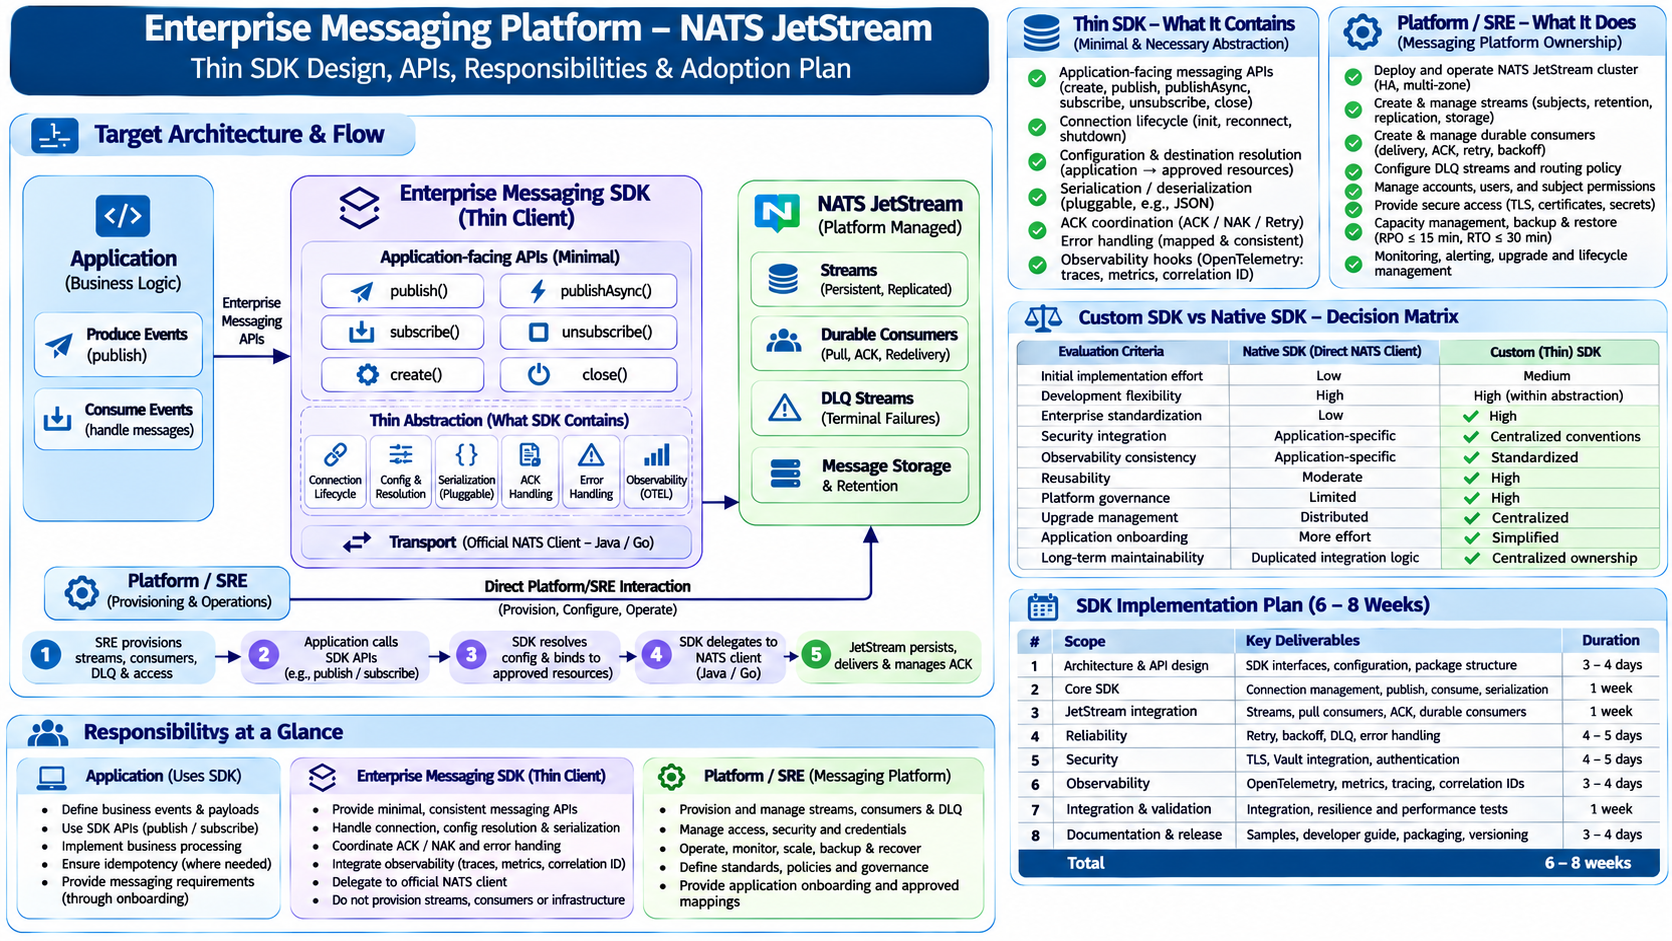 Enterprise Messaging Platform – NATS JetStream
Thin SDK Design, APIs, Responsibilities & Adoption Plan
Target Architecture & Flow
Application
(Business Logic)
Produce Events
(publish)
Consume Events
(handle messages)
Enterprise
Messaging
APIs
Enterprise Messaging SDK
(Thin Client)
Application-facing APIs (Minimal)
publish()
publishAsync()
subscribe()
unsubscribe()
create()
close()
Thin Abstraction (What SDK Contains)
Connection
Lifecycle
Config &
Resolution
Serialization
(Pluggable)
ACK
Handling
Error
Handling
Observability
(OTEL)
Transport (Official NATS Client – Java / Go)
NATS JetStream
(Platform Managed)
Streams
(Persistent, Replicated)
Durable Consumers
(Pull, ACK, Redelivery)
DLQ Streams
(Terminal Failures)
Message Storage
& Retention
Platform / SRE
(Provisioning & Operations)
Direct Platform/SRE Interaction
(Provision, Configure, Operate)
1
SRE provisions
streams, consumers,
DLQ & access
2
Application calls
SDK APIs
(e.g., publish / subscribe)
3
SDK resolves
config & binds to
approved resources)
4
SDK delegates to
NATS client
(Java / Go)
5
JetStream persists,
delivers & manages ACK
Responsibilitvş at a Glance
Application (Uses SDK)
• Define business events & payloads
• Use SDK APIs (publish / subscribe)
• Implement business processing
• Ensure idempotency (where needed)
• Provide messaging requirements
(through onboarding)
Enterprise Messaging SDK (Thin Client)
• Provide minimal, consistent messaging APIs
• Handle connection, config resolution & serialization
• Coordinate ACK / NAK and error handing
• Integrate observability (traces, metrics, correlation ID)
• Delegate to official NATS client
• Do not provision streams, consumers or infrastructure
Platform / SRE (Messaging Platform)
• Provision and manage streams, consumers & DLQ
• Manage access, security and credentials
• Operate, monitor, scale, backup & recover
• Define standards, policies and governance
• Provide application onboarding and approved
mappings
Thin SDK – What It Contains
(Minimal & Necessary Abstraction)
Application-facing messaging APIs
(create, publish, publishAsync,
subscribe, unsubscribe, close)
Connection lifecycle (init, reconnect,
shutdown)
Configuration & destination resolution
(application → approved resources)
Serialication / deserialization
(pluggable, e.g., JSON)
ACK coordination (ACK / NAK / Retry)
Error handling (mapped & consistent)
Observability hooks (OpenTelemetry:
traces, metrics, correlation ID)
Platform / SRE – What It Does
(Messaging Platform Ownership)
Deploy and operate NATS JetStream cluster
(HA, multi-zone)
Create & manage streams (subjects, retention,
replication, storage)
Create & manage durable consumers
(delivery, ACK, retry, backoff)
Configure DLQ streams and routing policy
Manage accounts, users, and subject permissions
Provide secure access (TLS, certificates, secrets)
Capacity management, backup & restore
(RPO ≤ 15 min, RTO ≤ 30 min)
Monitoring, alerting, upgrade and lifecycle
management
Custom SDK vs Native SDK – Decision Matrix
Evaluation Criteria Native SDK (Direct NATS Client) Custom (Thin) SDK
Initial implementation effort Low Medium
Development flexibility High High (within abstraction)
Enterprise standardization Low High
Security integration Application-specific Centralized conventions
Observability consistency Application-specific Standardized
Reusability Moderate High
Platform governance Limited High
Upgrade management Distributed Centralized
Application onboarding More effort Simplified
Long-term maintainability Duplicated integration logic Centralized ownership
SDK Implementation Plan (6 – 8 Weeks)
# Scope Key Deliverables Duration
1 Architecture & API design SDK interfaces, configuration, package structure 3 – 4 days
2 Core SDK Connection management, publish, consume, serialization 1 week
3 JetStream integration Streams, pull consumers, ACK, durable consumers 1 week
4 Reliability Retry, backoff, DLQ, error handling 4 – 5 days
5 Security TLS, Vault integration, authentication 4 – 5 days
6 Observability OpenTelemetry, metrics, tracing, correlation IDs 3 – 4 days
7 Integration & validation Integration, resilience and performance tests 1 week
8 Documentation & release Samples, developer guide, packaging, versioning 3 – 4 days
Total 6 – 8 weeks